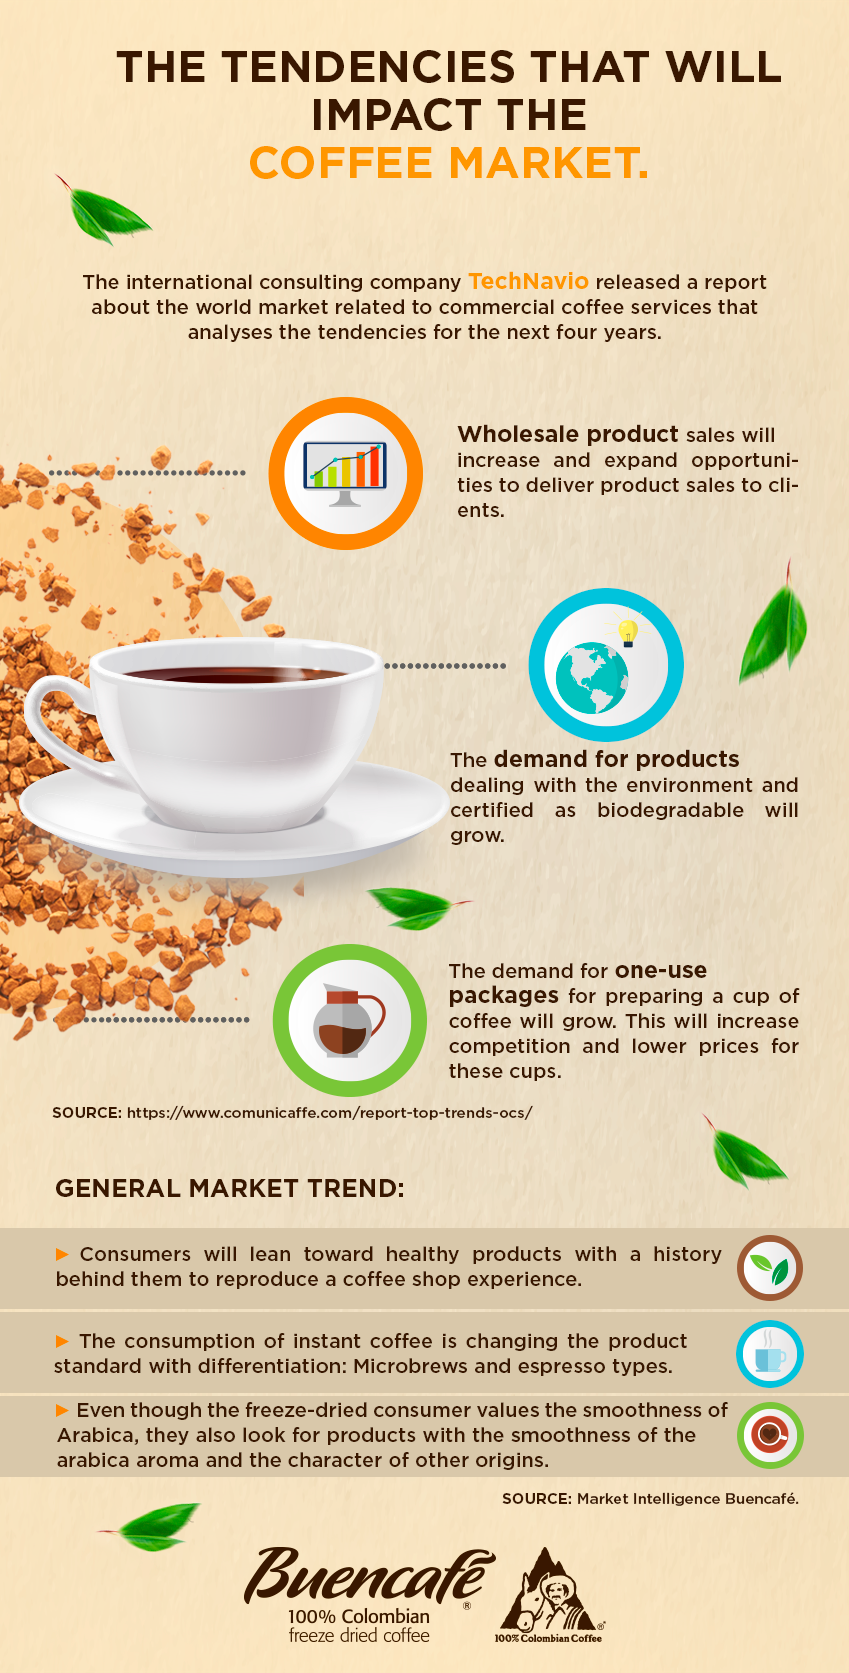 THE TENDENCIES THAT WILL
IMPACT THE
COFFEE MARKET.
The international consulting company TechNavio released a report
about the world market related to commercial coffee services that
analyses the tendencies for the next four years.
Wholesale product sales will
increase and expand opportuni-
ties to deliver product sales to cli-
ents.
The demand for products
dealing with the environment and
certified as biodegradable will
grow.
The demand for one-use
packages for preparing a cup of
coffee will grow. This will increase
competition and lower prices for
these cups.
SOURCE: https://www.comunicaffe.com/report-top-trends-ocs/
GENERAL MARKET TREND:
► Consumers will lean toward healthy products with a history
behind them to reproduce a coffee shop experience.
► The consumption of instant coffee is changing the product
standard with differentiation: Microbrews and espresso types.
► Even though the freeze-dried consumer values the smoothness of
Arabica, they also look for products with the smoothness of the
arabica aroma and the character of other origins.
SOURCE: Market Intelligence Buencafé.
Buencafé®
100% Colombian
freeze dried coffee
®
100% Colombian Coffee